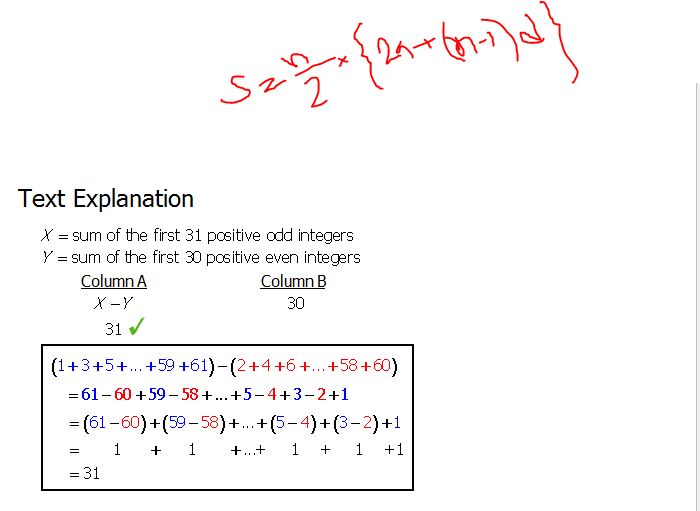 S = n/2 × {2a + (n-1) d}
Text Explanation
X = sum of the first 31 positive odd integers
Y = sum of the first 30 positive even integers
Column A Column B
X – Y 30
31 ✓
(1+3+5+...+59+61)–(2+4+6+...+58+60)
=61–60+59–58+...+5–4+3–2+1
=(61–60)+(59–58)+...+(5–4)+(3–2)+1
= 1 + 1 +...+ 1 + 1 +1
=31